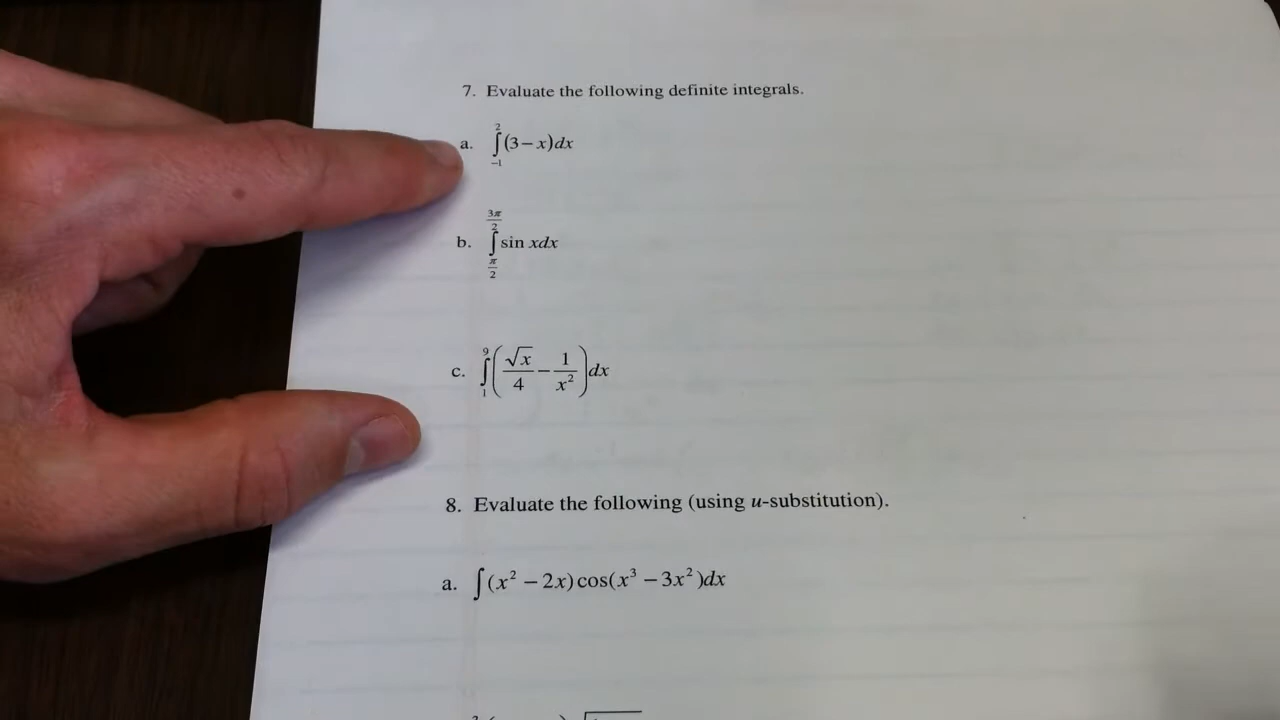 7. Evaluate the following definite integrals.
a. ∫_{-1}^{2} (3 − x)dx
b. ∫_{π/2}^{3π/2} sin xdx
c. ∫_{1}^{9} (√x/4 − 1/x²)dx
8. Evaluate the following (using u-substitution).
a. ∫(x² − 2x)cos(x³ − 3x²)dx